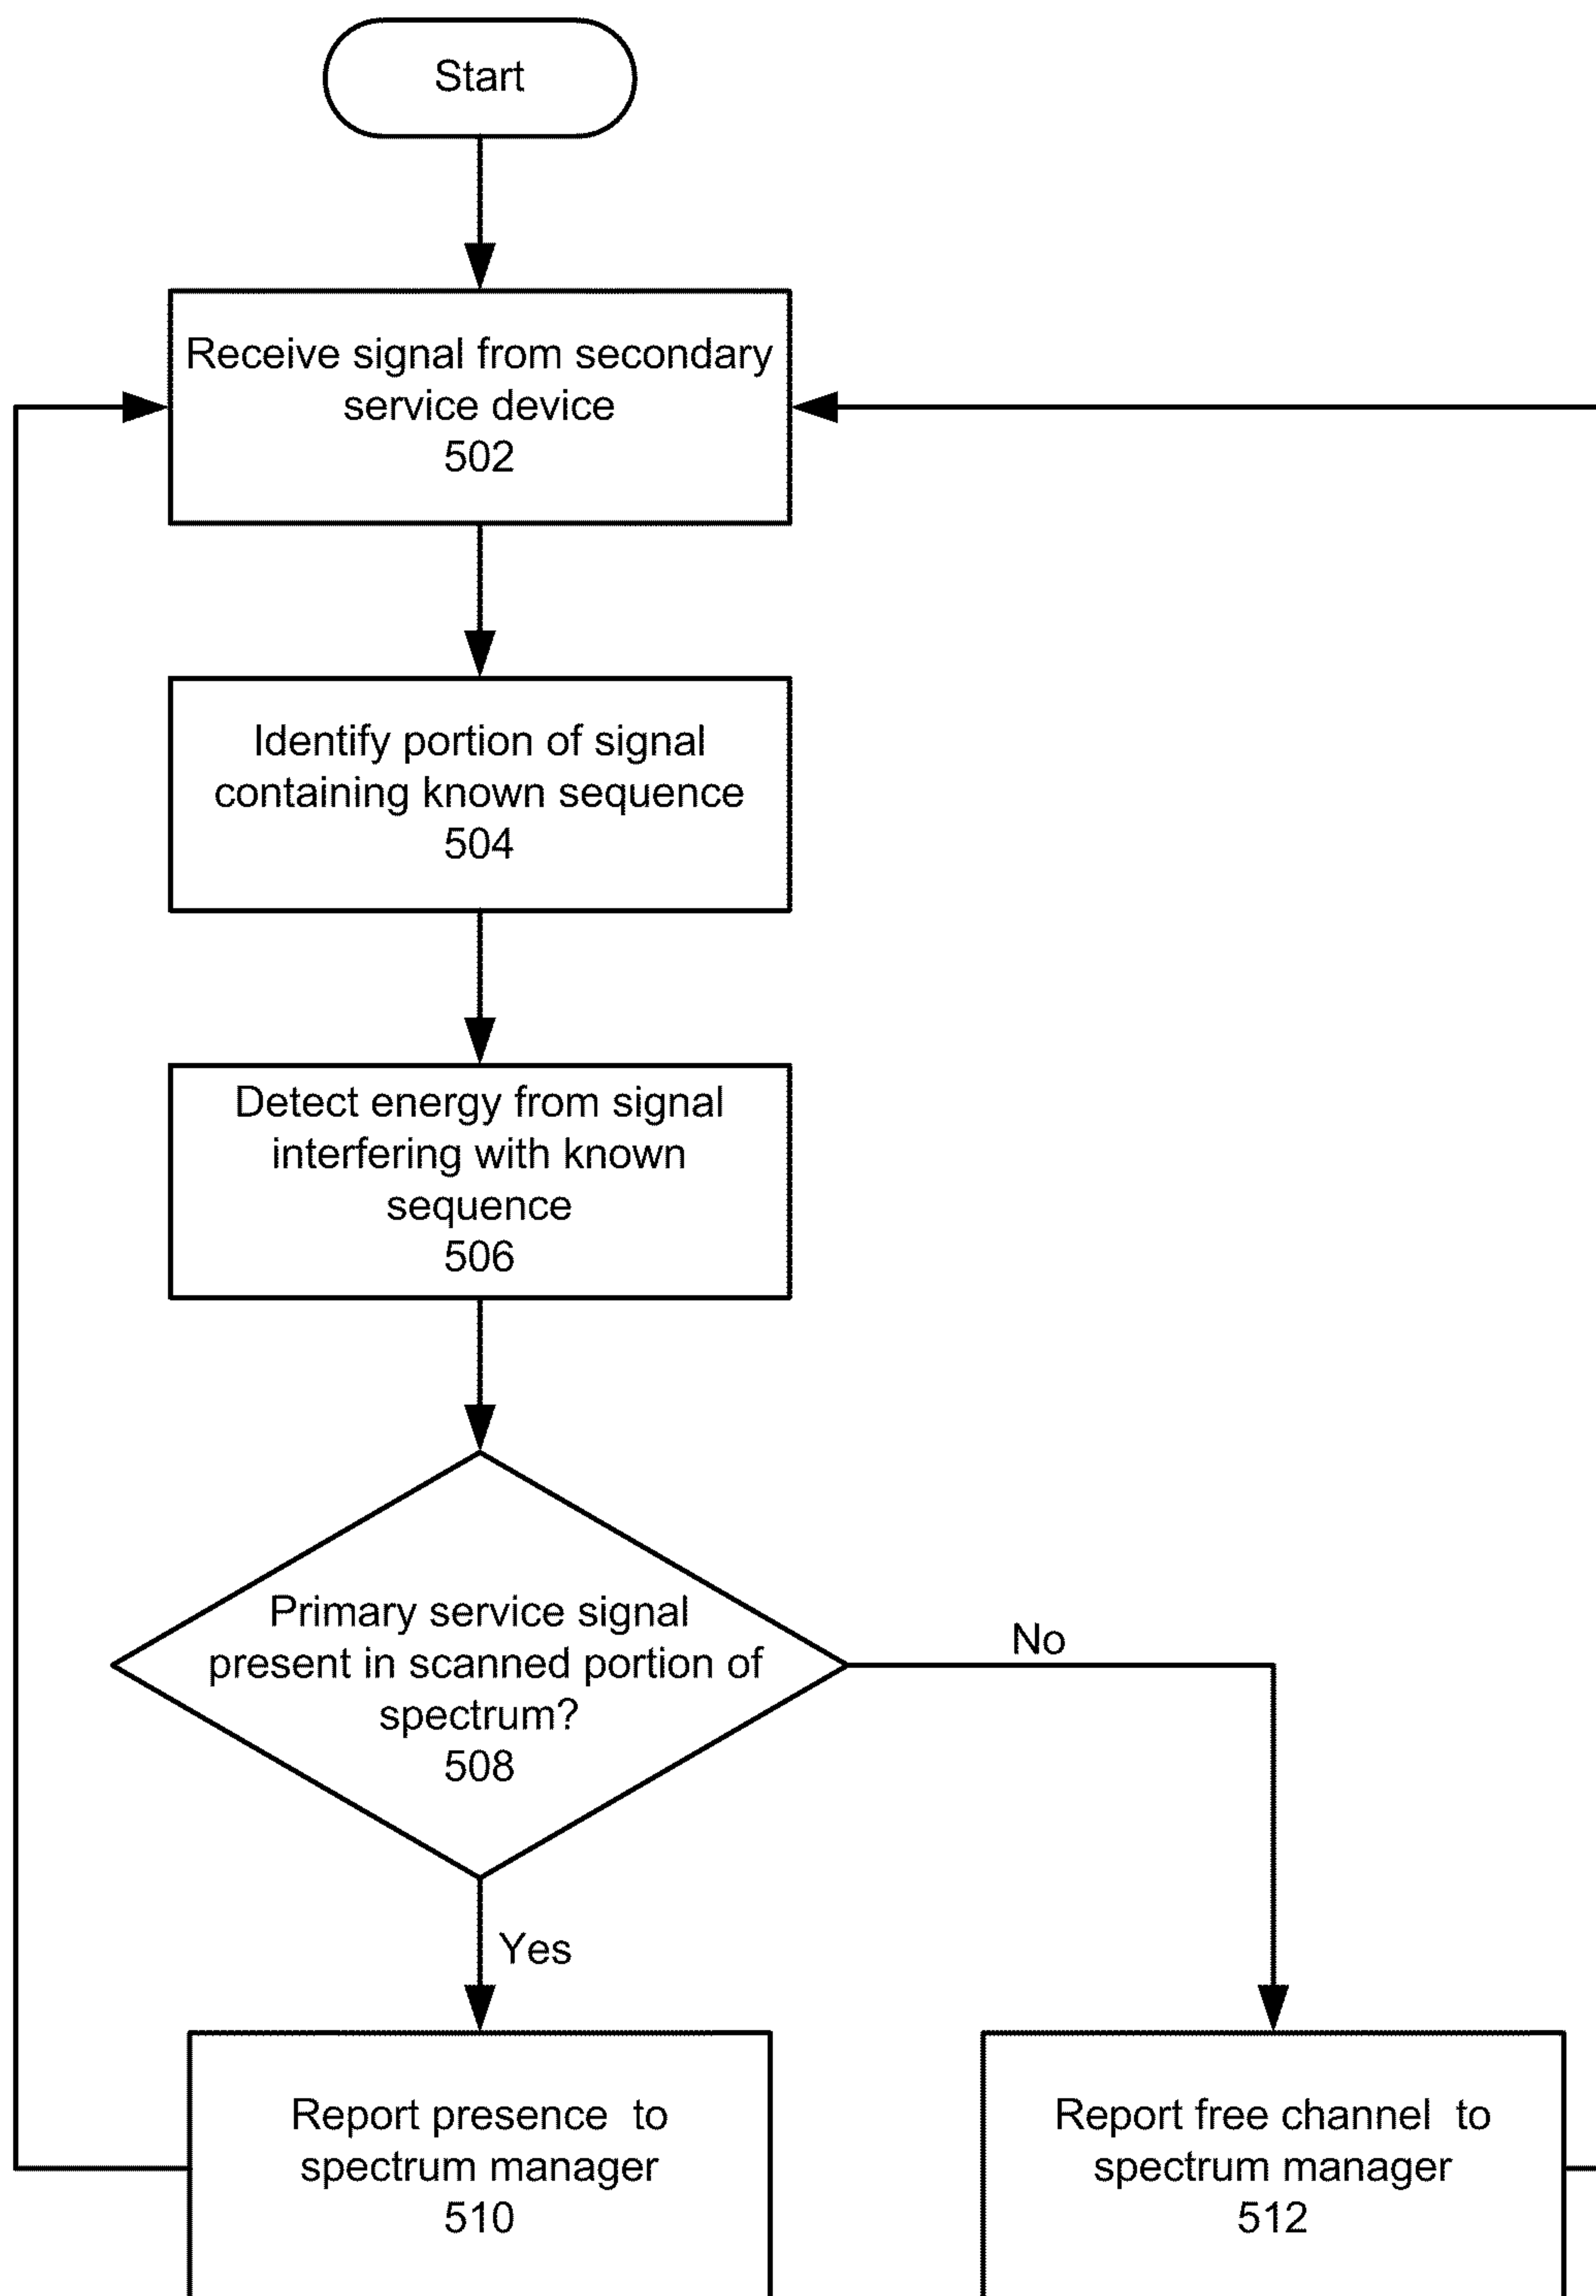 Start
Receive signal from secondary
service device
502
Identify portion of signal
containing known sequence
504
Detect energy from signal
interfering with known
sequence
506
Primary service signal
present in scanned portion of
spectrum?
508
No
Yes
Report presence to
spectrum manager
510
Report free channel to
spectrum manager
512